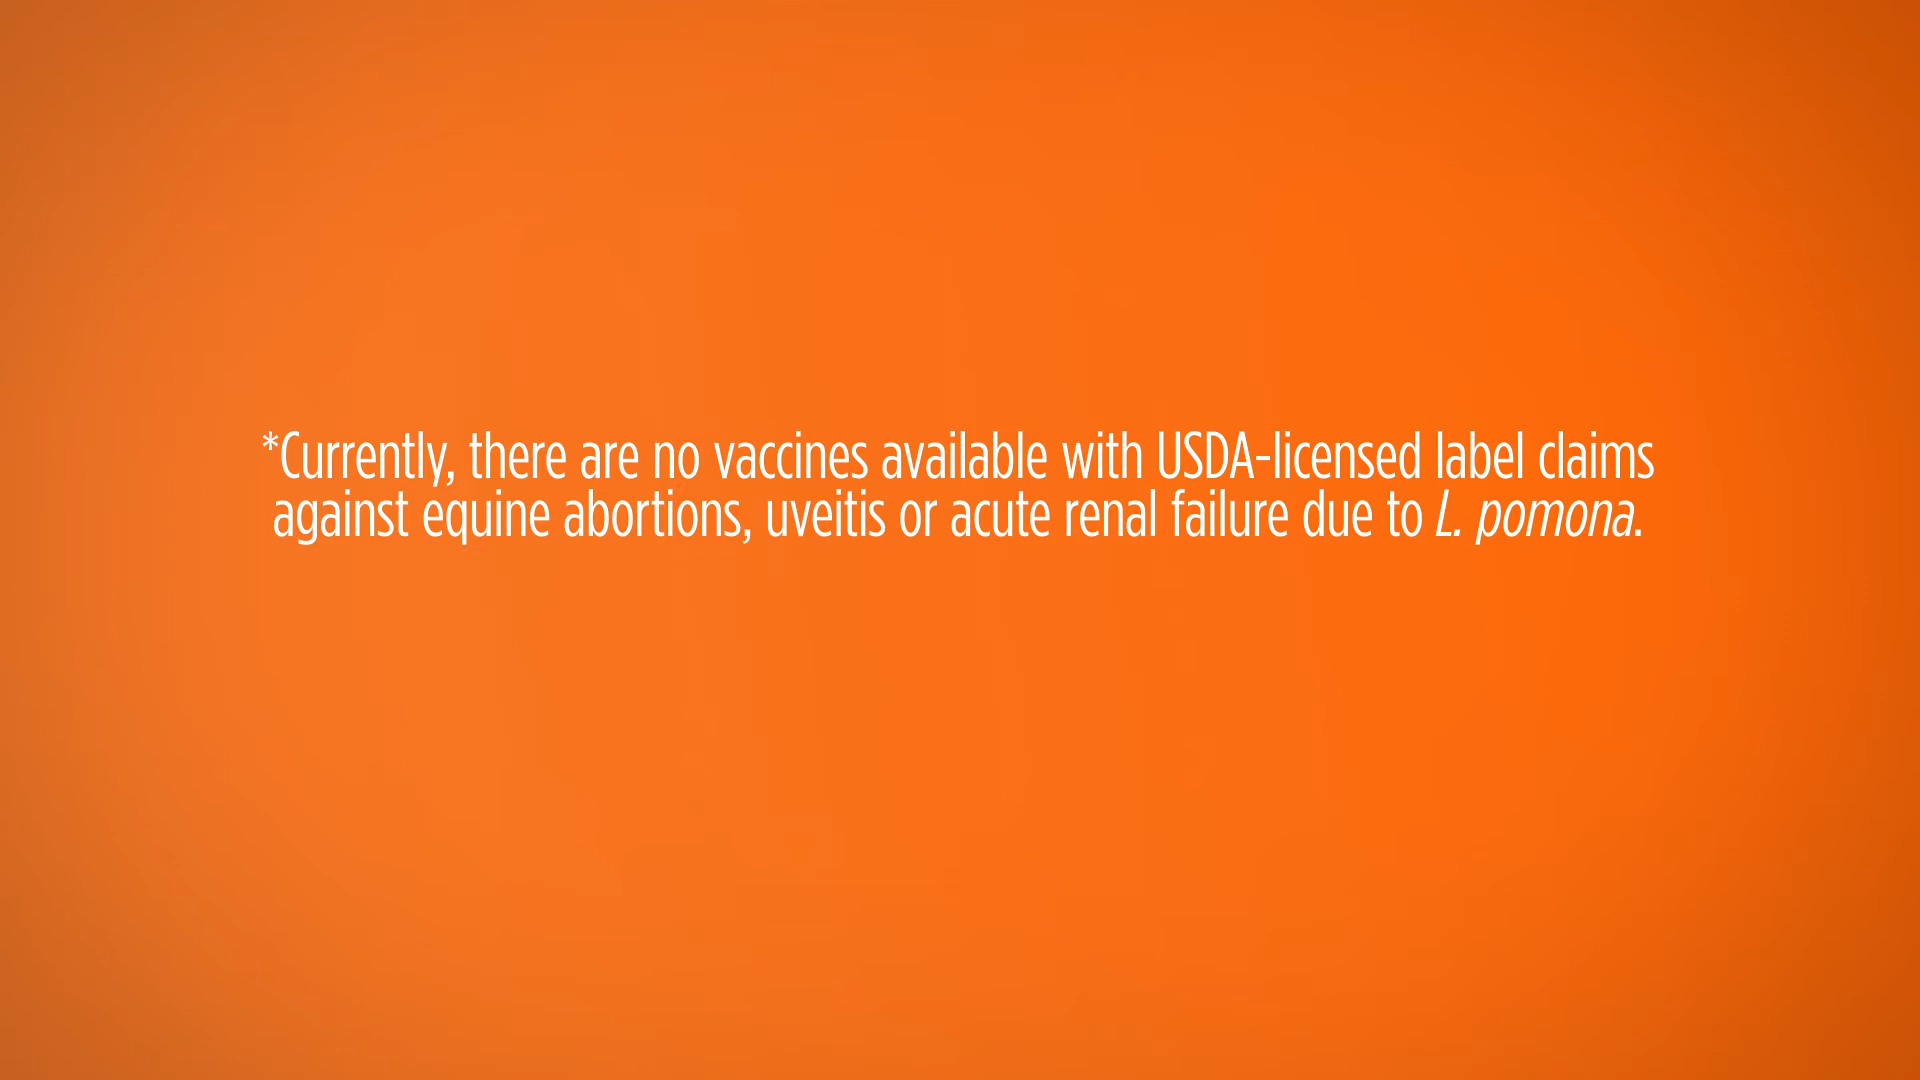 *Currently, there are no vaccines available with USDA-licensed label claims
against equine abortions, uveitis or acute renal failure due to L. pomona.